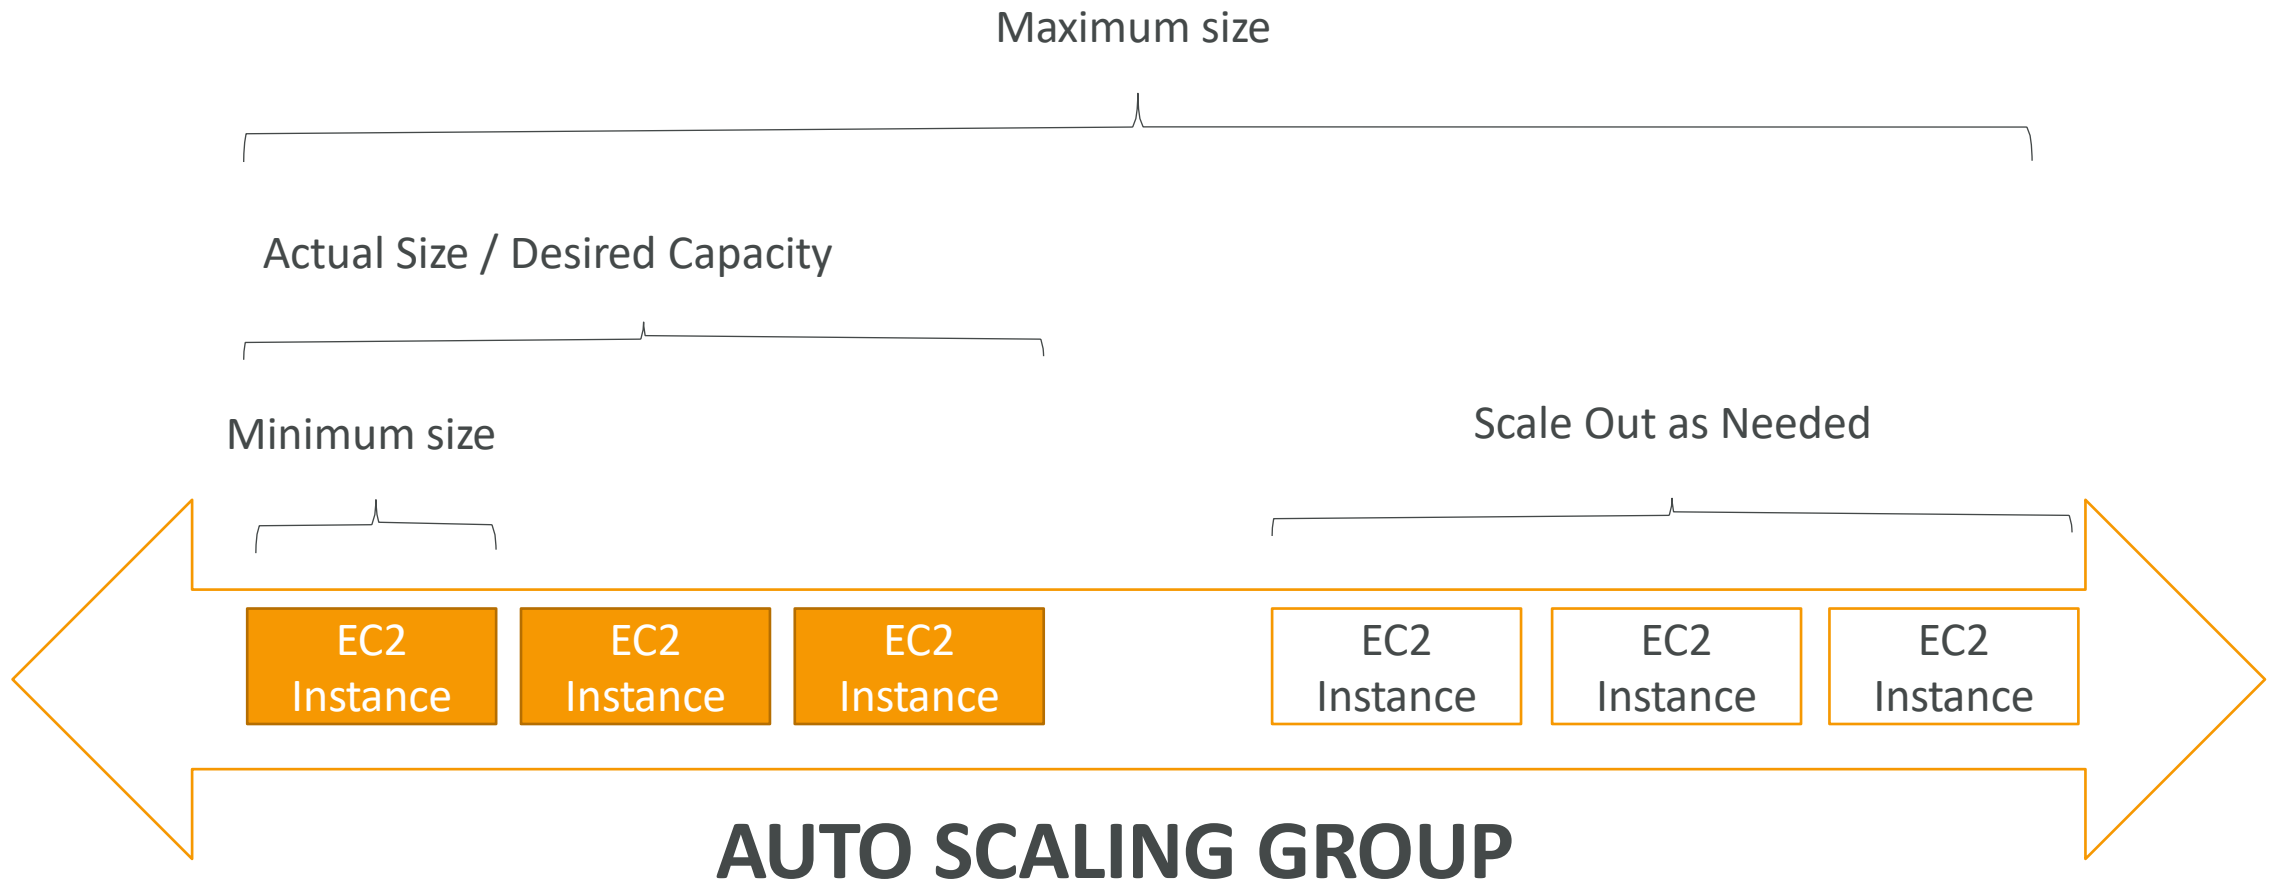 Maximum size
Actual Size / Desired Capacity
Minimum size
Scale Out as Needed
EC2
Instance
EC2
Instance
EC2
Instance
EC2
Instance
EC2
Instance
EC2
Instance
AUTO SCALING GROUP